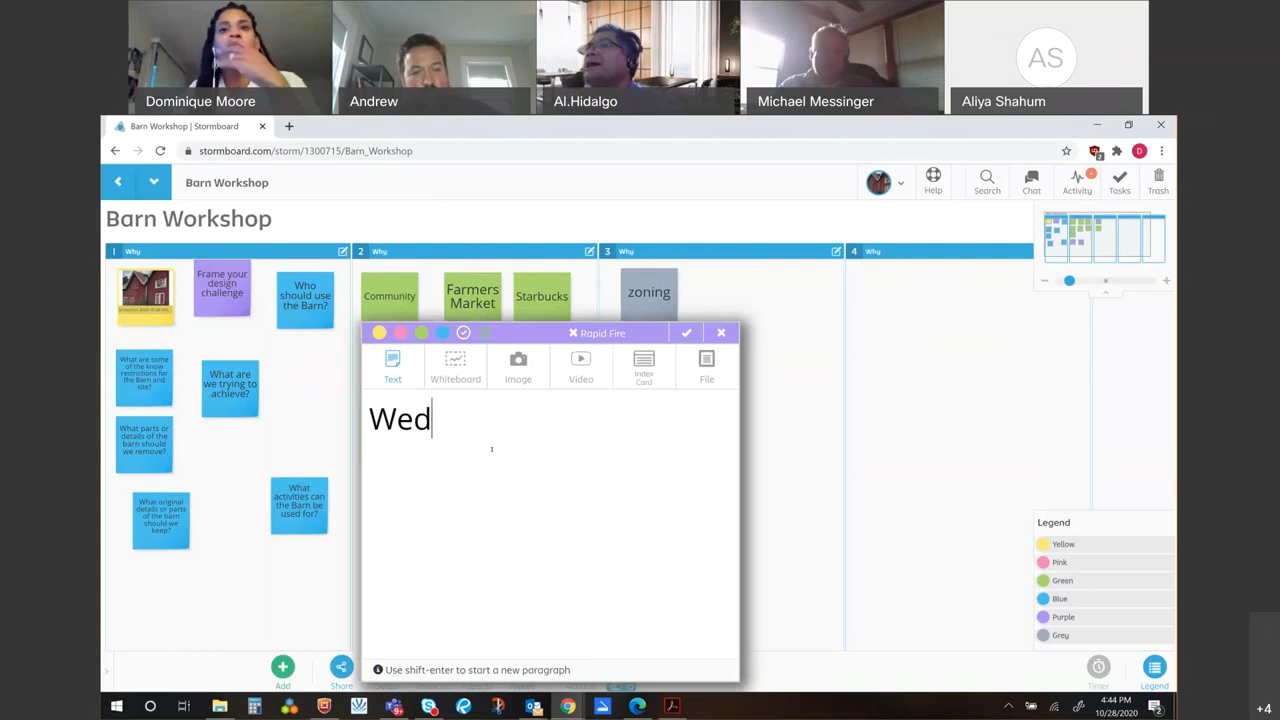 Dominique Moore
Andrew
Al.Hidalgo
Michael Messinger
AS
Aliya Shahum
Barn Workshop | Stormboard
stormboard.com/storm/1300715/Barn_Workshop
D
Barn Workshop
Help
Search
Chat
Activity
Tasks
Trash
Barn Workshop
1 Why
2 Why
3 Why
4 Why
Frame your
design
challenge
Who
should use
the Barn?
Community
Farmers
Market
Starbucks
zoning
What are some
of the know
restrictions for
the Barn and
site?
What are
we trying to
achieve?
What parts or
details of the
barn should
we remove?
What original
details or parts
of the barn
should we
keep?
What
activities can
the Barn be
used for?
Rapid Fire
Text
Whiteboard
Image
Video
Index
Card
File
Wed
Use shift-enter to start a new paragraph
Legend
Yellow
Pink
Green
Blue
Purple
Grey
Add
Share
Timer
Legend
4:44 PM
10/28/2020
2
+4